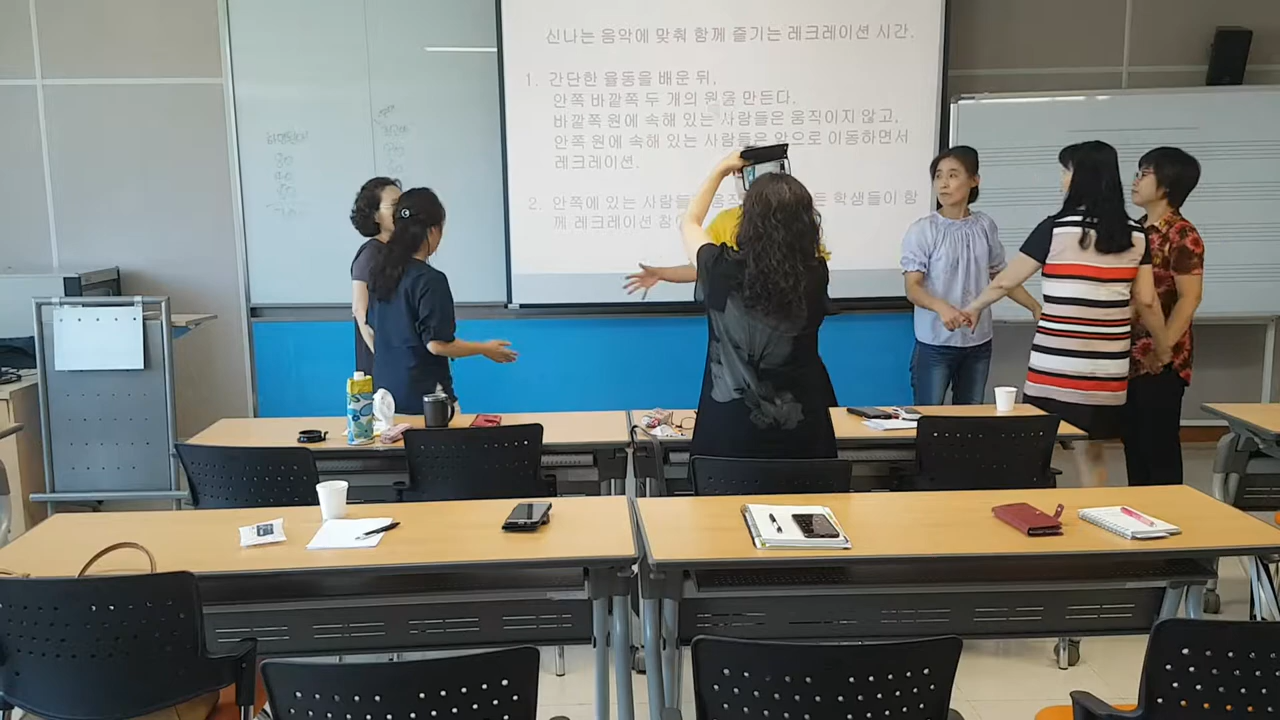 신나는 음악에 맞춰 함께 즐기는 레크레이션 시간.
1. 간단한 율동을 배운 뒤,
안쪽 바깥쪽 두 개의 원을 만든다.
바깥쪽 원에 속해 있는 사람들은 움직이지 않고,
안쪽 원에 속해 있는 사람들은 앞으로 이동하면서
레크레이션.
2. 안쪽에 있는 사람들 움직 든 학생들이 함
께 레크레이션 참